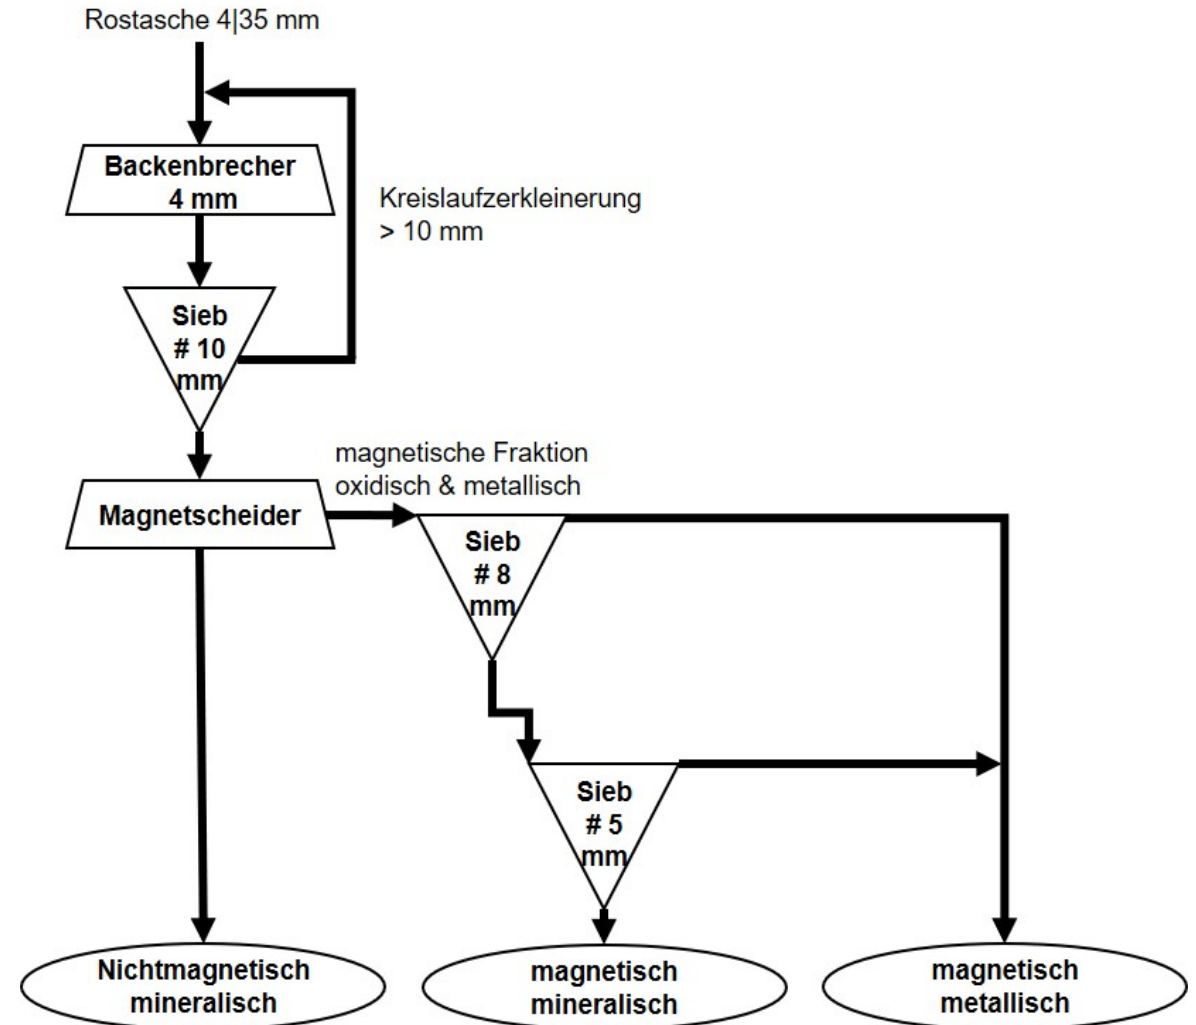 Rostasche 4|35 mm
Backenbrecher
4 mm
Kreislaufzerkleinerung
> 10 mm
Sieb
# 10
mm
magnetische Fraktion
oxidisch & metallisch
Magnetscheider
Sieb
# 8
mm
Sieb
# 5
mm
Nichtmagnetisch
mineralisch
magnetisch
mineralisch
magnetisch
metallisch